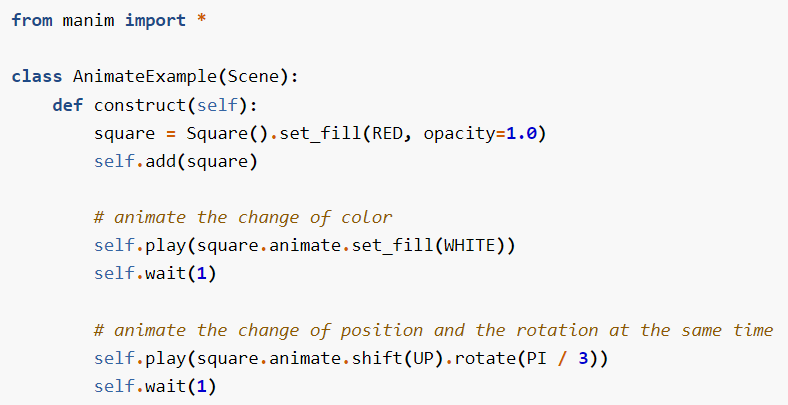 from manim import *
class AnimateExample(Scene):
    def construct(self):
        square = Square().set_fill(RED, opacity=1.0)
        self.add(square)
        # animate the change of color
        self.play(square.animate.set_fill(WHITE))
        self.wait(1)
        # animate the change of position and the rotation at the same time
        self.play(square.animate.shift(UP).rotate(PI / 3))
        self.wait(1)